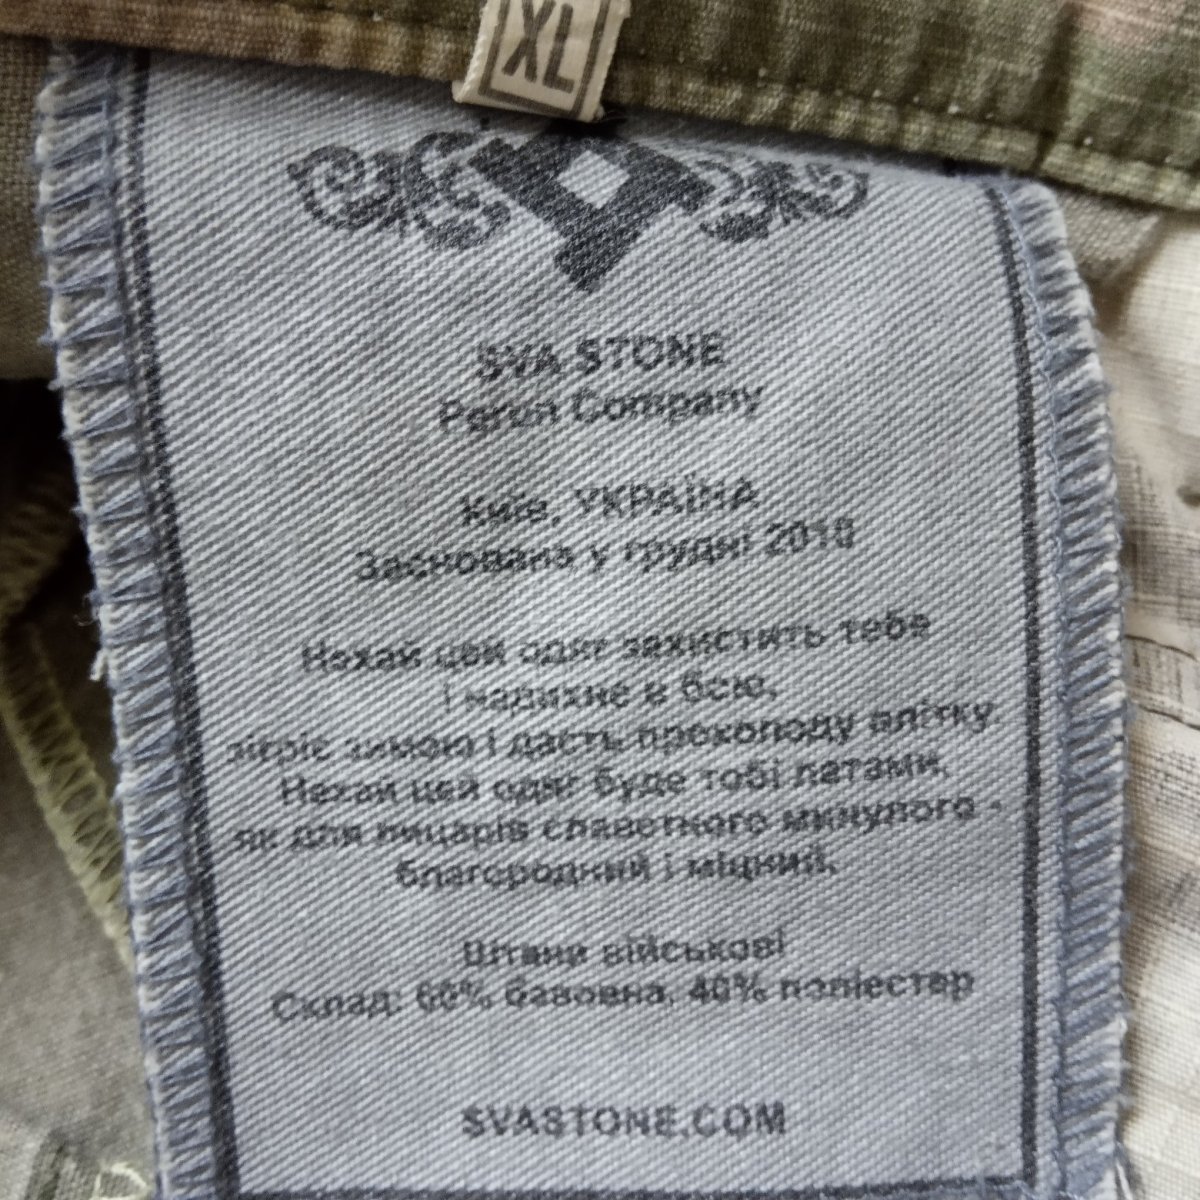 XL
SVA STONE
Perun Company
Київ, УКРАЇНА
Заснована у грудні 2010
Нехай цей одяг захистить тебе
і надихне в бою,
зігріє зимою і дасть прохолоду влітку.
Нехай цей одяг буде тобі латами,
як для лицарів славетного минулого -
благородний і міцний.
Штани військові
Склад: 60% бавовна, 40% поліестер
SVASTONE.COM